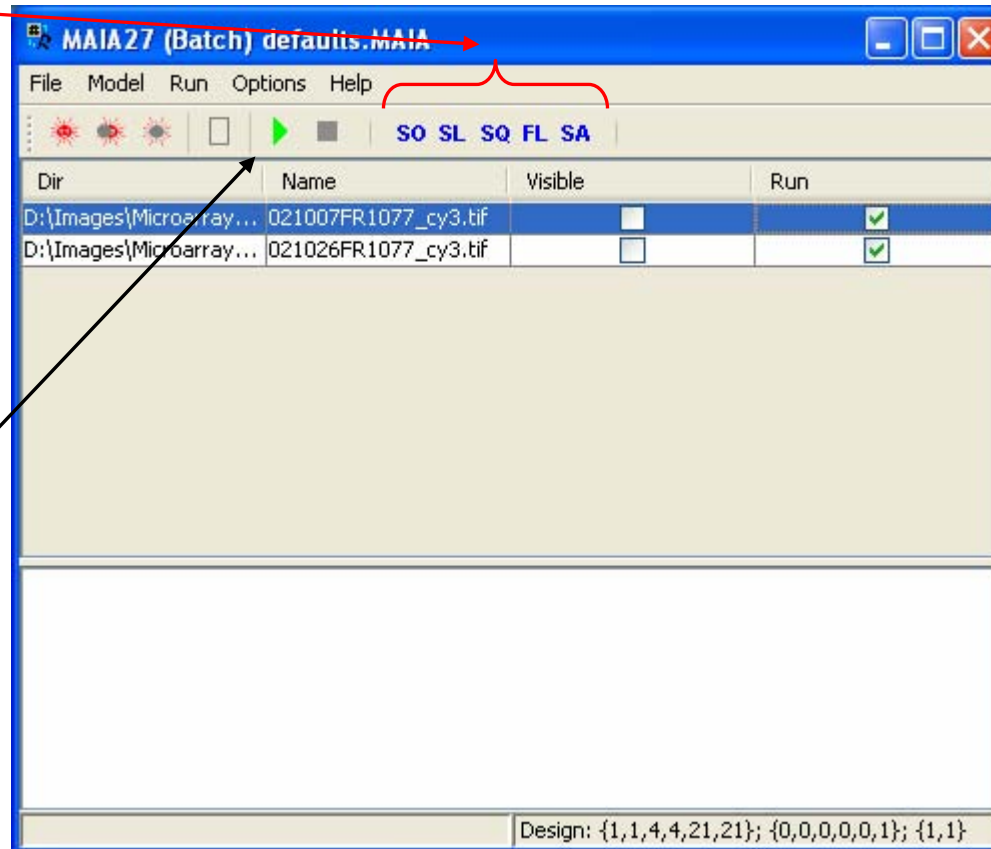 MAIA27 (Batch) defaults.MAIA
File Model Run Options Help
SO SL SQ FL SA
Dir Name Visible Run
D:\Images\Microarray... 021007FR1077_cy3.tif
D:\Images\Microarray... 021026FR1077_cy3.tif
Design: {1,1,4,4,21,21}; {0,0,0,0,0,1}; {1,1}